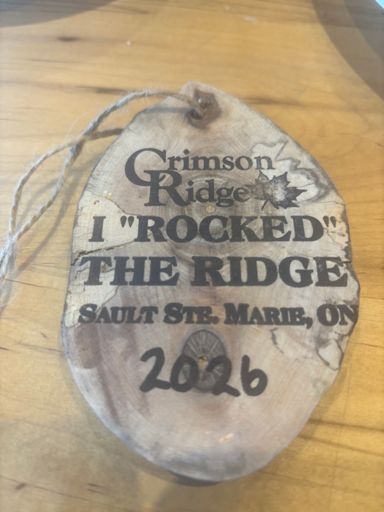 Crimson
Ridge
I "ROCKED"
THE RIDGE
SAULT STE. MARIE, ON
2026